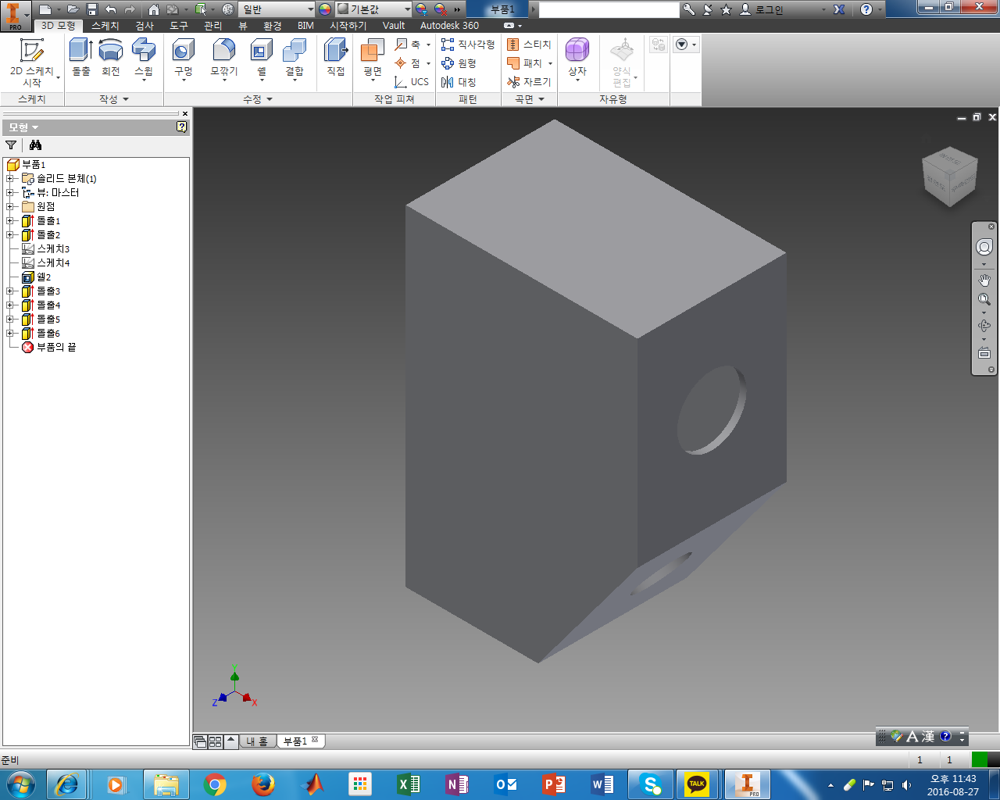 PRO
일반
기본값
부품1
로그인
3D 모형 스케치 검사 도구 관리 뷰 환경 BIM 시작하기 Vault Autodesk 360
2D 스케치 시작
돌출
회전
스윕
구멍
모깎기
쉘
결합
직접
평면
축
점
UCS
직사각형
원형
대칭
스티치
패치
자르기
상자
양식 편집
스케치
작성
수정
작업 피쳐
패턴
곡면
자유형
모형
부품1
솔리드 본체(1)
뷰: 마스터
원점
돌출1
돌출2
스케치3
스케치4
쉘2
돌출3
돌출4
돌출5
돌출6
부품의 끝
Y
Z
X
내 홈
부품1
A 漢
준비
1
1
TALK
PRO
오후 11:43
2016-08-27